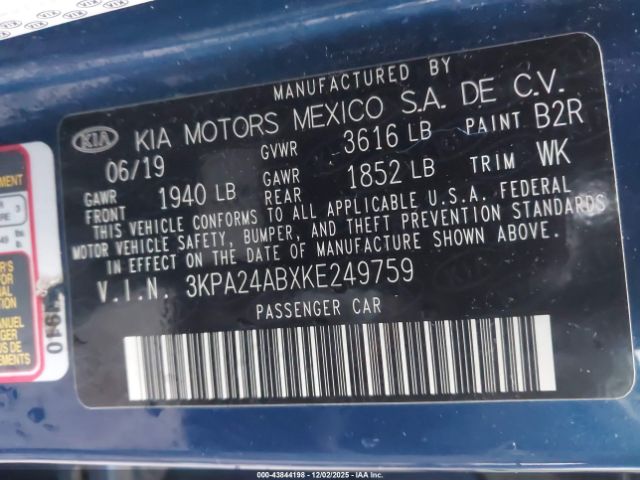 MANUFACTURED BY
KIA KIA MOTORS MEXICO S.A. DE C.V.
06/19 GVWR 3616 LB PAINT B2R
GAWR FRONT 1940 LB GAWR REAR 1852 LB TRIM WK
THIS VEHICLE CONFORMS TO ALL APPLICABLE U.S.A. FEDERAL
MOTOR VEHICLE SAFETY, BUMPER, AND THEFT PREVENTION STANDARDS
IN EFFECT ON THE DATE OF MANUFACTURE SHOWN ABOVE.
V.I.N. 3KPA24ABXKE249759
PASSENGER CAR
1910
000-43844198 - 12/02/2025 - IAA Inc.